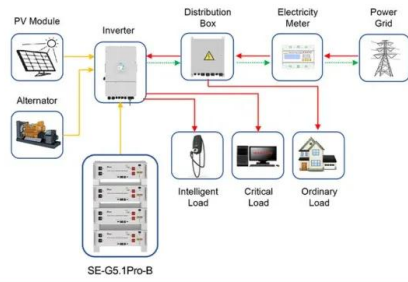 PV Module
Inverter
Distribution
Box
Electricity
Meter
Power
Grid
Alternator
Intelligent
Load
Critical
Load
Ordinary
Load
SE-G5.1Pro-B